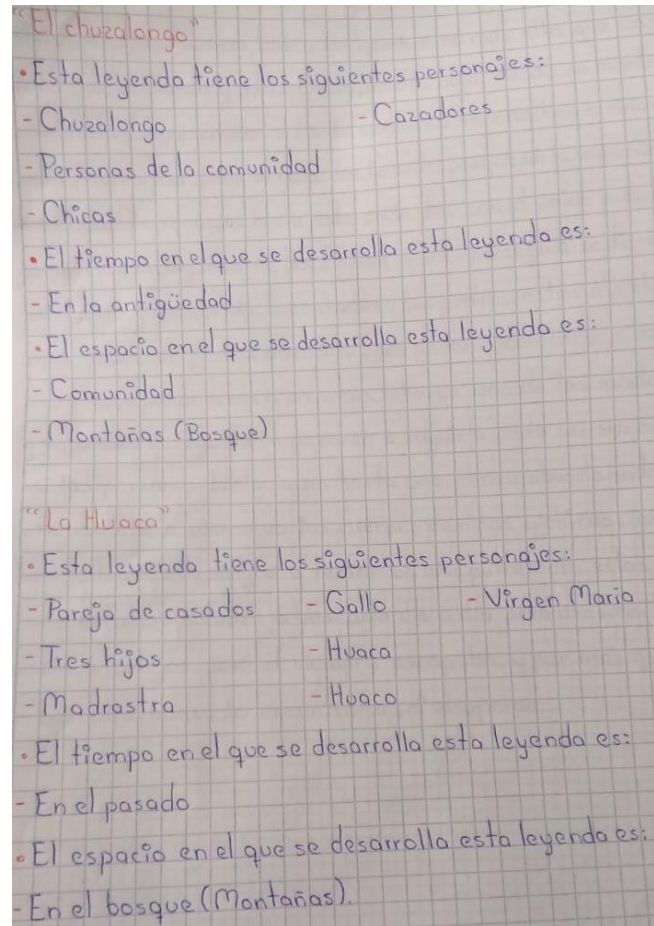 "El chuzalongo"
• Esta leyenda tiene los siguientes personajes:
- Chuzalongo - Cazadores
- Personas de la comunidad
- Chicas
• El tiempo en el que se desarrolla esta leyenda es:
- En la antigüedad
• El espacio en el que se desarrolla esta leyenda es:
- Comunidad
- Montañas (Bosque)
"La Huaca"
• Esta leyenda tiene los siguientes personajes:
- Pareja de casados - Gallo - Virgen Maria
- Tres hijos - Huaca
- Madrastra - Huaco
• El tiempo en el que se desarrolla esta leyenda es:
- En el pasado
• El espacio en el que se desarrolla esta leyenda es:
- En el bosque (Montañas).